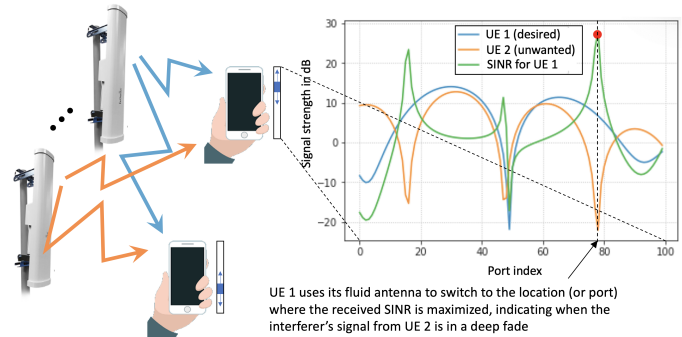 30
20
10
0
−10
−20
0
20
40
60
80
100
Signal strength in dB
Port index
UE 1 (desired)
UE 2 (unwanted)
SINR for UE 1
UE 1 uses its fluid antenna to switch to the location (or port)
where the received SINR is maximized, indicating when the
interferer’s signal from UE 2 is in a deep fade